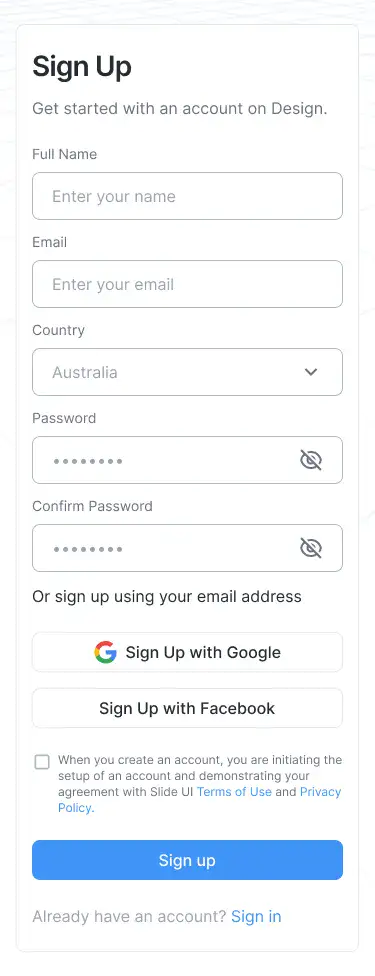 Sign Up
Get started with an account on Design.
Full Name
Enter your name
Email
Enter your email
Country
Australia
Password
••••••••
Confirm Password
••••••••
Or sign up using your email address
Sign Up with Google
Sign Up with Facebook
When you create an account, you are initiating the
setup of an account and demonstrating your
agreement with Slide UI Terms of Use and Privacy
Policy.
Sign up
Already have an account? Sign in